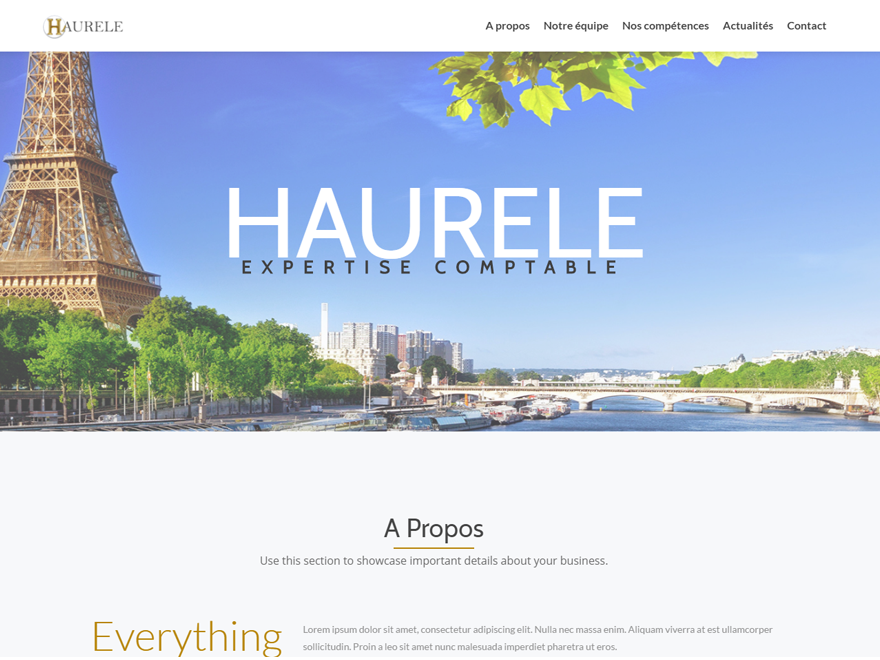 HAURELE
A propos Notre équipe Nos compétences Actualités Contact
HAURELE
EXPERTISE COMPTABLE
A Propos
Use this section to showcase important details about your business.
Everything
Lorem ipsum dolor sit amet, consectetur adipiscing elit. Nulla nec massa enim. Aliquam viverra at est ullamcorper
sollicitudin. Proin a leo sit amet nunc malesuada imperdiet pharetra ut eros.